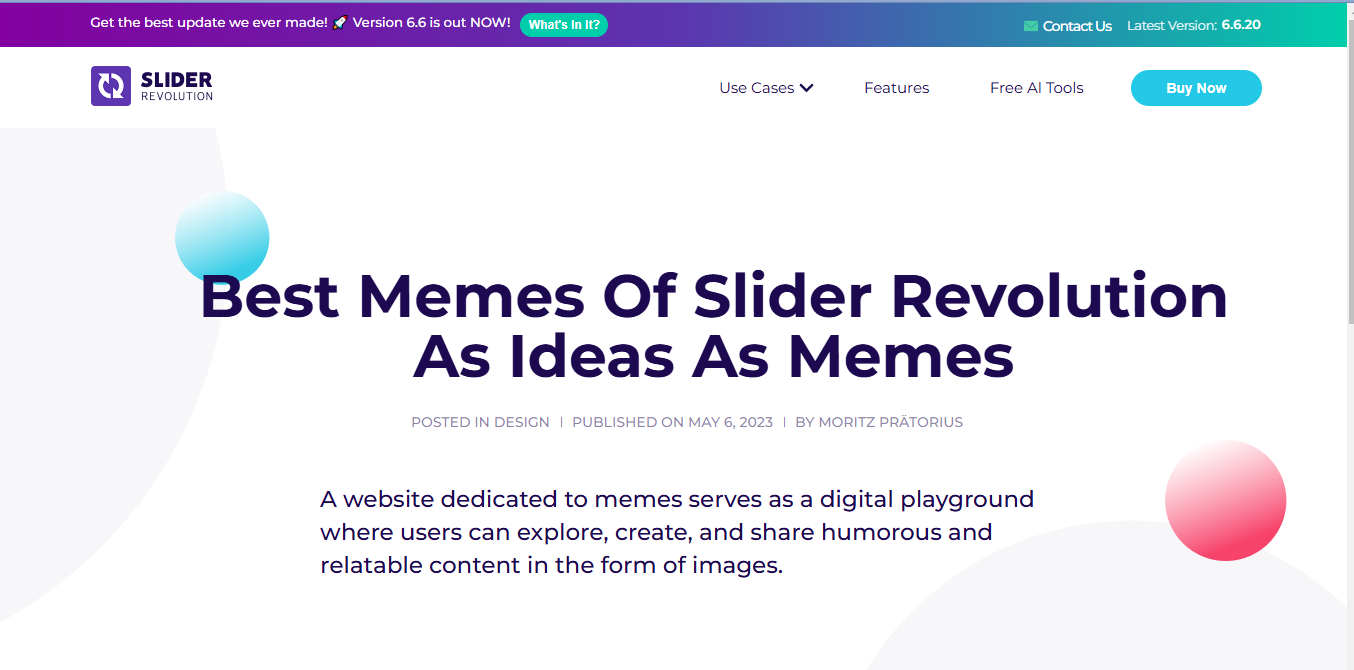 Get the best update we ever made! 🚀 Version 6.6 is out NOW! What's In It?
Contact Us Latest Version: 6.6.20
SLIDER
REVOLUTION
Use Cases Features Free AI Tools Buy Now
Best Memes Of Slider Revolution
As Ideas As Memes
POSTED IN DESIGN | PUBLISHED ON MAY 6, 2023 | BY MORITZ PRÄTORIUS
A website dedicated to memes serves as a digital playground
where users can explore, create, and share humorous and
relatable content in the form of images.